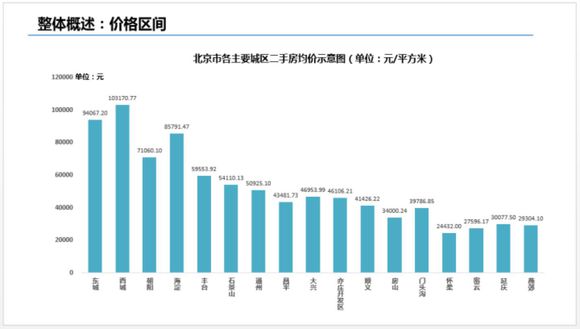 整体概述：价格区间
北京市各主要城区二手房均价示意图（单位：元/平方米）
120000 单位：元
100000
80000
60000
40000
20000
0
94067.20
103170.77
71060.10
85791.47
59553.92
54110.13
50925.10
43481.73
46953.99
46106.21
41426.22
34000.24
39786.85
24432.00
27596.17
30077.50
29304.10
东城
西城
朝阳
海淀
丰台
石景山
通州
昌平
大兴
亦庄开发区
顺义
房山
门头沟
怀柔
密云
延庆
燕郊